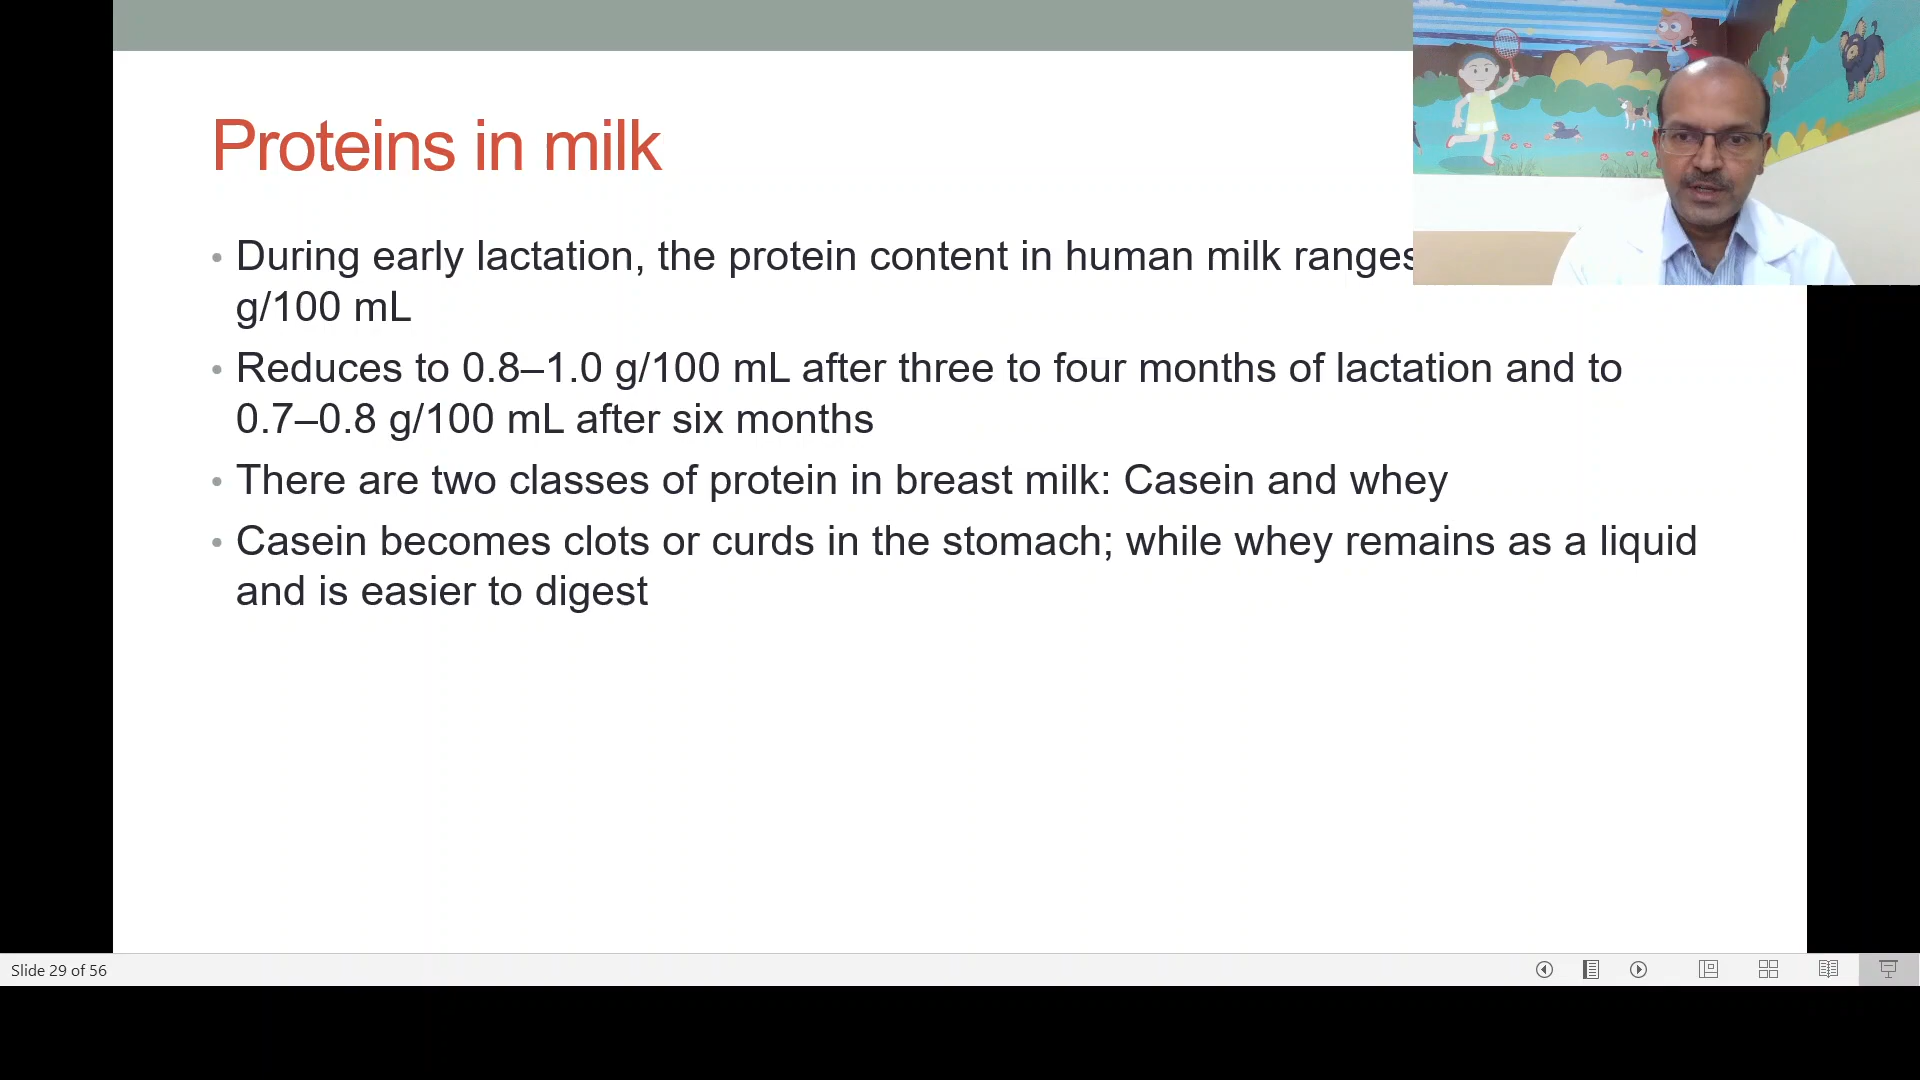 Proteins in milk
• During early lactation, the protein content in human milk ranges
g/100 mL
• Reduces to 0.8–1.0 g/100 mL after three to four months of lactation and to
0.7–0.8 g/100 mL after six months
• There are two classes of protein in breast milk: Casein and whey
• Casein becomes clots or curds in the stomach; while whey remains as a liquid
and is easier to digest
Slide 29 of 56